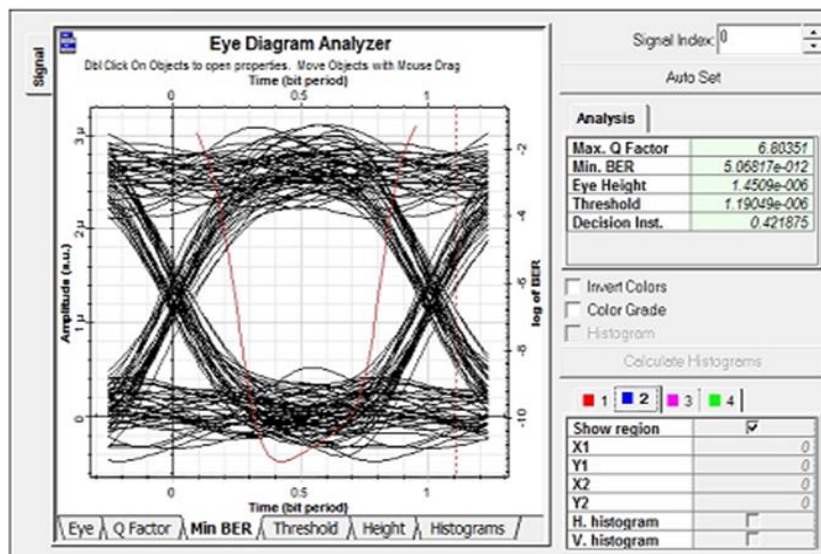 Signal
Eye Diagram Analyzer
Dbl Click On Objects to open properties. Move Objects with Mouse Drag
Time (bit period)
0 0.5 1
Amplitude (a.u.)
3 µ
2 µ
1 µ
0
log of BER
-2
-3
-4
-5
-6
-7
-8
-9
-10
0 0.5 1
Time (bit period)
Eye Q Factor Min BER Threshold Height Histograms
Signal Index: 0
Auto Set
Analysis
Max. Q Factor 6.80351
Min. BER 5.06817e-012
Eye Height 1.4509e-006
Threshold 1.19049e-006
Decision Inst. 0.421875
Invert Colors
Color Grade
Histogram
Calculate Histograms
1 2 3 4
Show region
X1 0
Y1 0
X2 0
Y2 0
H. histogram
V. histogram